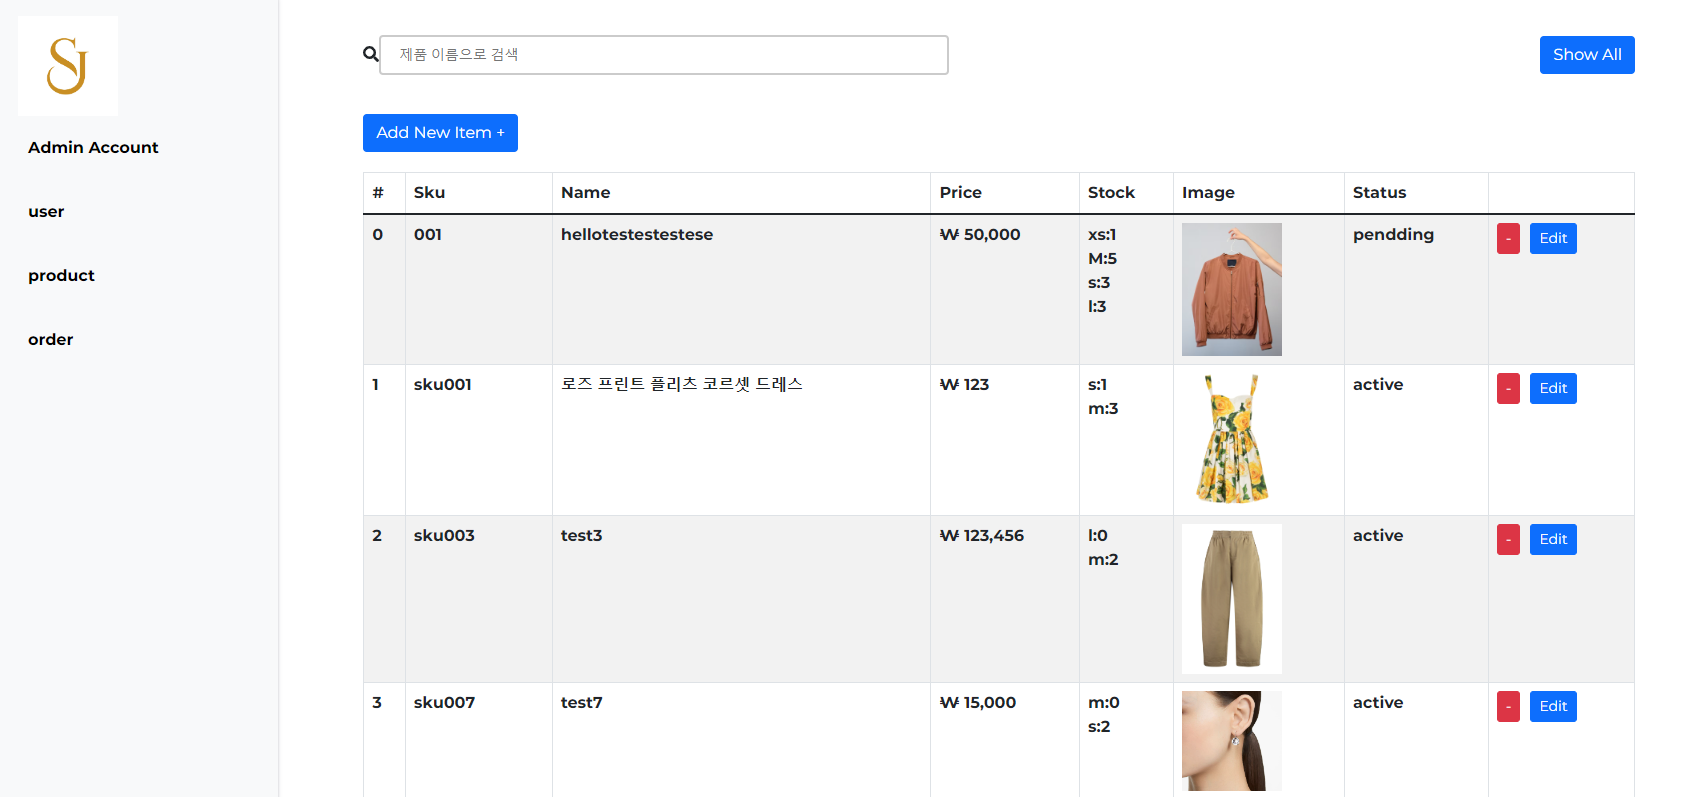 SJ
제품 이름으로 검색
Show All
Admin Account
user
product
order
Add New Item +
# Sku Name Price Stock Image Status
0 001 hellotestestestese ₩ 50,000 xs:1 pendding - Edit
M:5
s:3
l:3
1 sku001 로즈 프린트 플리츠 코르셋 드레스 ₩ 123 s:1 active - Edit
m:3
2 sku003 test3 ₩ 123,456 l:0 active - Edit
m:2
3 sku007 test7 ₩ 15,000 m:0 active - Edit
s:2